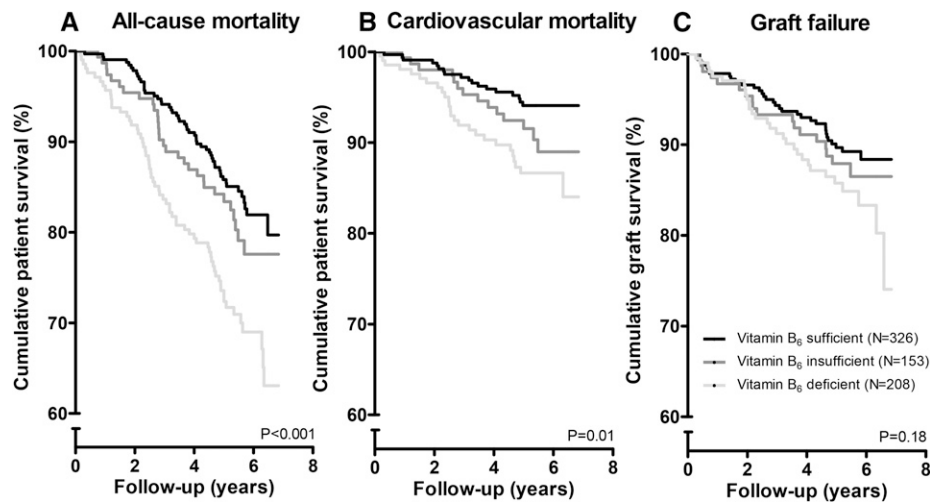 A All-cause mortality
Cumulative patient survival (%)
100
90
80
70
60
0 2 4 6 8
Follow-up (years)
P<0.001
B Cardiovascular mortality
Cumulative patient survival (%)
100
90
80
70
60
0 2 4 6 8
Follow-up (years)
P=0.01
C Graft failure
Cumulative graft survival (%)
100
90
80
70
60
Vitamin B₆ sufficient (N=326)
Vitamin B₆ insufficient (N=153)
Vitamin B₆ deficient (N=208)
0 2 4 6 8
Follow-up (years)
P=0.18